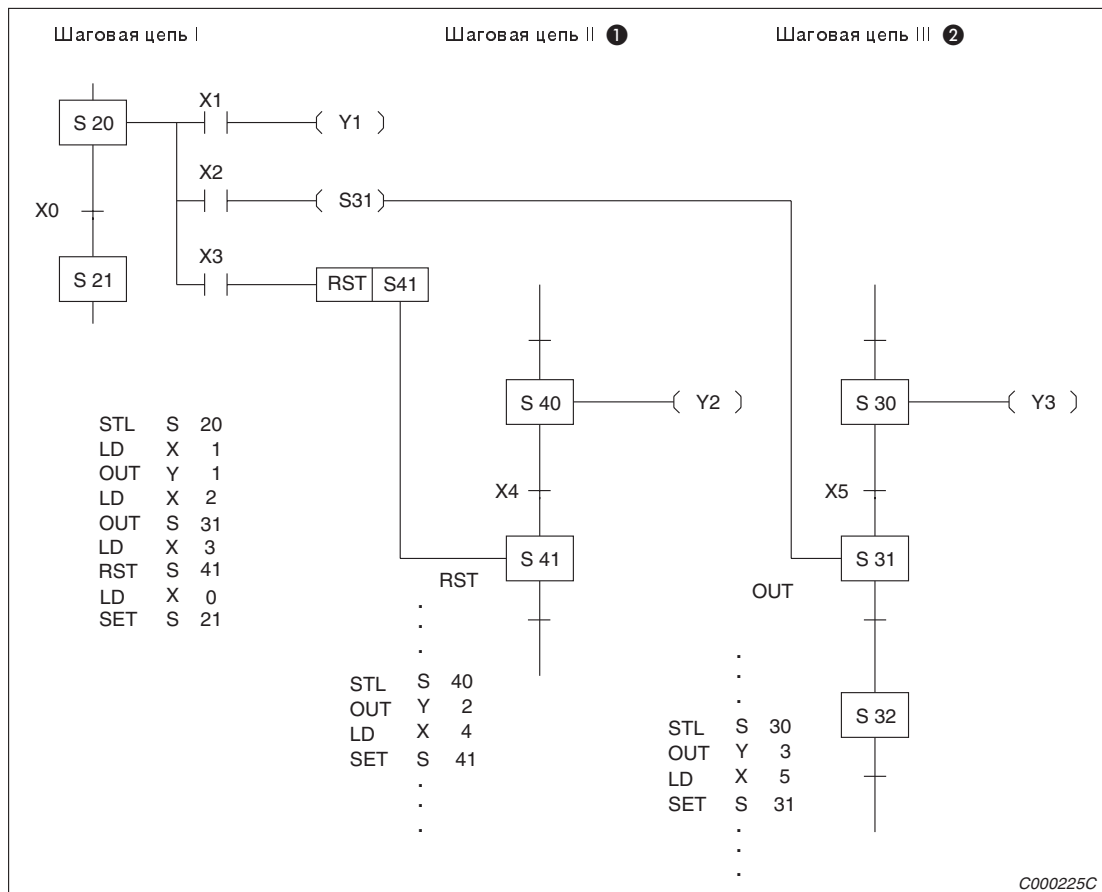 Шаговая цепь I
Шаговая цепь II ❶
Шаговая цепь III ❷
X1
S 20
( Y1 )
X2
X0
( S31 )
X3
S 21
RST S41
S 40
( Y2 )
S 30
( Y3 )
X4
X5
S 41
S 31
RST
OUT
S 32
STL S 20
LD X 1
OUT Y 1
LD X 2
OUT S 31
LD X 3
RST S 41
LD X 0
SET S 21
.
.
.
STL S 40
OUT Y 2
LD X 4
SET S 41
.
.
.
.
.
.
STL S 30
OUT Y 3
LD X 5
SET S 31
.
.
.
C000225C